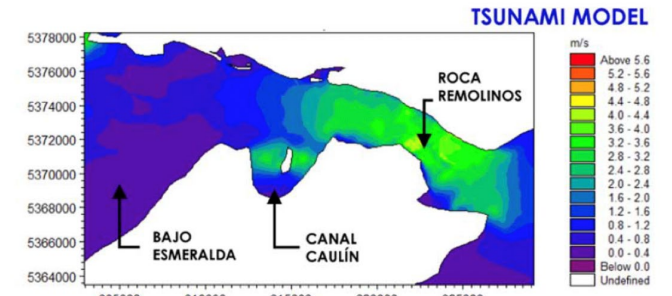 TSUNAMI MODEL
m/s
5378000
5376000
5374000
5372000
5370000
5368000
5366000
5364000
ROCA
REMOLINOS
BAJO
ESMERALDA
CANAL
CAULÍN
Above 5.6
5.2 - 5.6
4.8 - 5.2
4.4 - 4.8
4.0 - 4.4
3.6 - 4.0
3.2 - 3.6
2.8 - 3.2
2.4 - 2.8
2.0 - 2.4
1.6 - 2.0
1.2 - 1.6
0.8 - 1.2
0.4 - 0.8
0.0 - 0.4
Below 0.0
Undefined